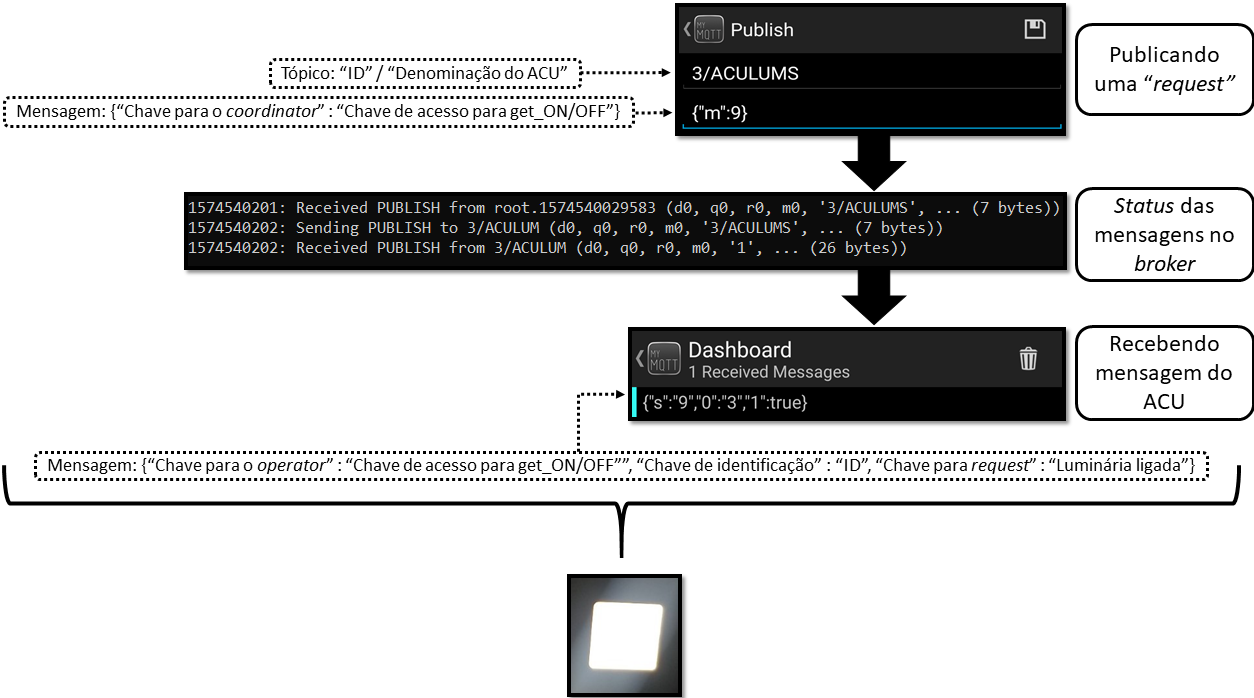 MY
MQTT
Publish
Publicando
uma “request”
Tópico: “ID” / “Denominação do ACU”
3/ACULUMS
Mensagem: {“Chave para o coordinator” : “Chave de acesso para get_ON/OFF”}
{"m":9}
1574540201: Received PUBLISH from root.1574540029583 (d0, q0, r0, m0, '3/ACULUMS', ... (7 bytes))
1574540202: Sending PUBLISH to 3/ACULUM (d0, q0, r0, m0, '3/ACULUMS', ... (7 bytes))
1574540202: Received PUBLISH from 3/ACULUM (d0, q0, r0, m0, '1', ... (26 bytes))
Status das
mensagens no
broker
MY
MQTT
Dashboard
1 Received Messages
{"s":"9","0":"3","1":true}
Recebendo
mensagem do
ACU
Mensagem: {“Chave para o operator” : “Chave de acesso para get_ON/OFF””, “Chave de identificação” : “ID”, “Chave para request” : “Luminária ligada”}